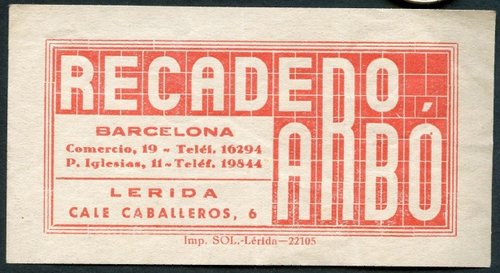 RECADERO
ARBÓ
BARCELONA
Comercio, 19 - Teléf. 16294
P. Iglesias, 11 - Teléf. 19844
LERIDA
CALE CABALLEROS, 6
Imp. SOL.-Lérida-22105